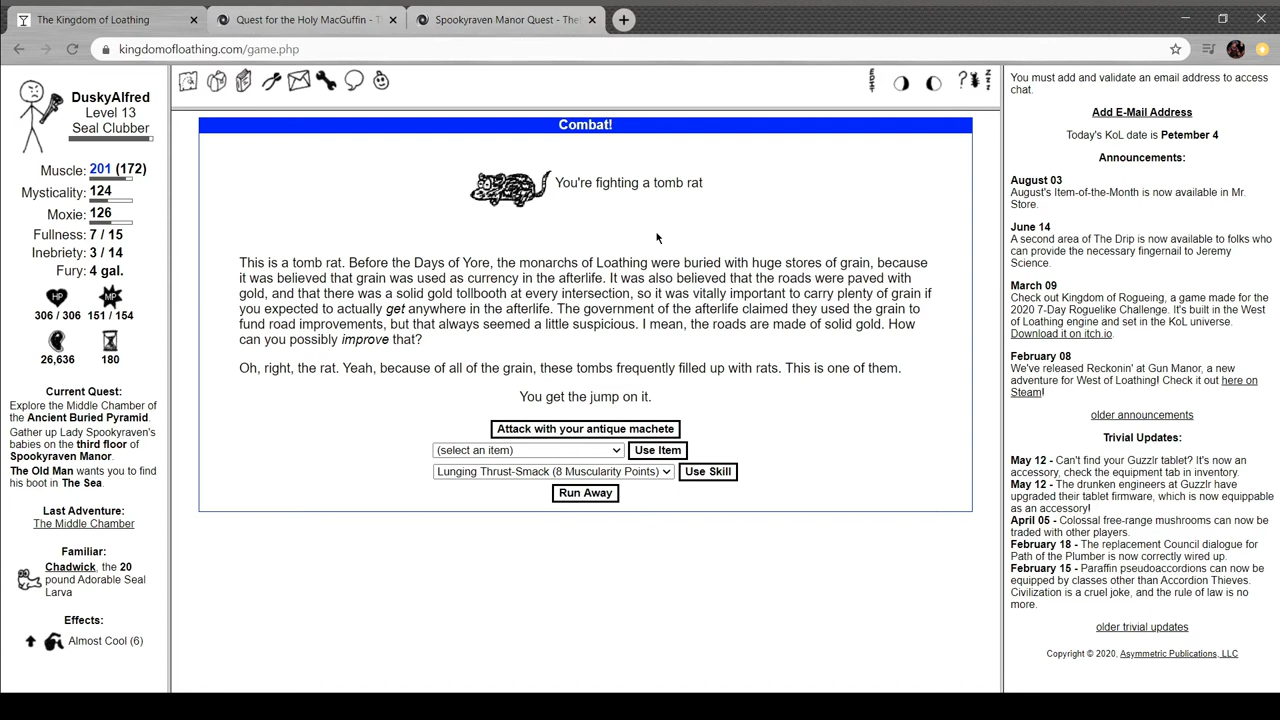 The Kingdom of Loathing
Quest for the Holy MacGuffin - T
Spookyraven Manor Quest - The
kingdomofloathing.com/game.php
DuskyAlfred
Level 13
Seal Clubber
Muscle: 201 (172)
Mysticality: 124
Moxie: 126
Fullness: 7 / 15
Inebriety: 3 / 14
Fury: 4 gal.
HP MP
306 / 306 151 / 154
26,636 180
Current Quest:
Explore the Middle Chamber of
the Ancient Buried Pyramid.
Gather up Lady Spookyraven's
babies on the third floor of
Spookyraven Manor.
The Old Man wants you to find
his boot in The Sea.
Last Adventure:
The Middle Chamber
Familiar:
Chadwick, the 20
pound Adorable Seal
Larva
Effects:
Almost Cool (6)
Combat!
You're fighting a tomb rat
This is a tomb rat. Before the Days of Yore, the monarchs of Loathing were buried with huge stores of grain, because
it was believed that grain was used as currency in the afterlife. It was also believed that the roads were paved with
gold, and that there was a solid gold tollbooth at every intersection, so it was vitally important to carry plenty of grain if
you expected to actually get anywhere in the afterlife. The government of the afterlife claimed they used the grain to
fund road improvements, but that always seemed a little suspicious. I mean, the roads are made of solid gold. How
can you possibly improve that?
Oh, right, the rat. Yeah, because of all of the grain, these tombs frequently filled up with rats. This is one of them.
You get the jump on it.
Attack with your antique machete
(select an item) Use Item
Lunging Thrust-Smack (8 Muscularity Points) Use Skill
Run Away
You must add and validate an email address to access
chat.
Add E-Mail Address
Today's KoL date is Petember 4
Announcements:
August 03
August's Item-of-the-Month is now available in Mr.
Store.
June 14
A second area of The Drip is now available to folks who
can provide the necessary fingernail to Jeremy
Science.
March 09
Check out Kingdom of Rogueing, a game made for the
2020 7-Day Roguelike Challenge. It's built in the West
of Loathing engine and set in the KoL universe.
Download it on itch.io.
February 08
We've released Reckonin' at Gun Manor, a new
adventure for West of Loathing! Check it out here on
Steam!
older announcements
Trivial Updates:
May 12 - Can't find your Guzzlr tablet? It's now an
accessory, check the equipment tab in inventory.
May 12 - The drunken engineers at Guzzlr have
upgraded their tablet firmware, which is now equippable
as an accessory!
April 05 - Colossal free-range mushrooms can now be
traded with other players.
February 18 - The replacement Council dialogue for
Path of the Plumber is now correctly wired up.
February 15 - Paraffin pseudoaccordions can now be
equipped by classes other than Accordion Thieves.
Civilization is a cruel joke, and the rule of law is no
more.
older trivial updates
Copyright © 2020, Asymmetric Publications, LLC